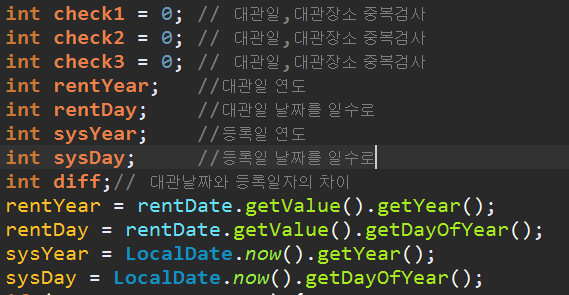 int check1 = 0; // 대관일,대관장소 중복검사
int check2 = 0; // 대관일,대관장소 중복검사
int check3 = 0; // 대관일,대관장소 중복검사
int rentYear; //대관일 연도
int rentDay; //대관일 날짜를 일수로
int sysYear; //등록일 연도
int sysDay; //등록일 날짜를 일수로
int diff;// 대관날짜와 등록일자의 차이
rentYear = rentDate.getValue().getYear();
rentDay = rentDate.getValue().getDayOfYear();
sysYear = LocalDate.now().getYear();
sysDay = LocalDate.now().getDayOfYear();